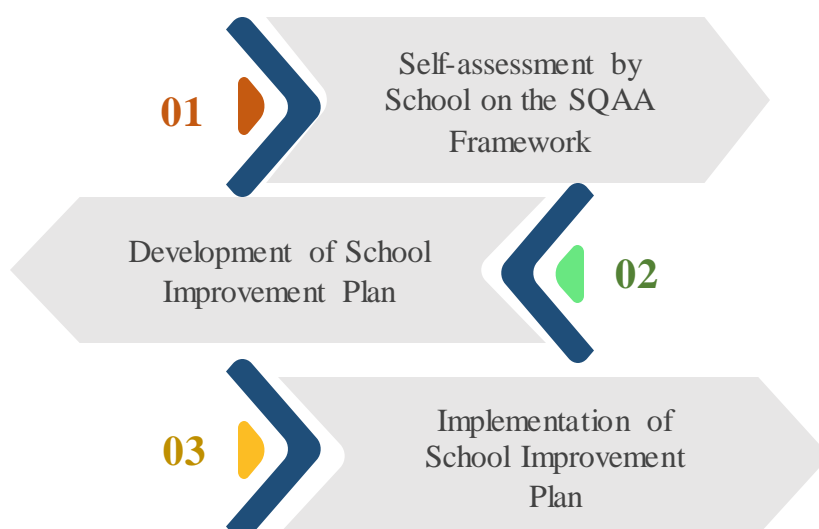 01
Self-assessment by
School on the SQAA
Framework
Development of School
Improvement Plan
02
03
Implementation of
School Improvement
Plan